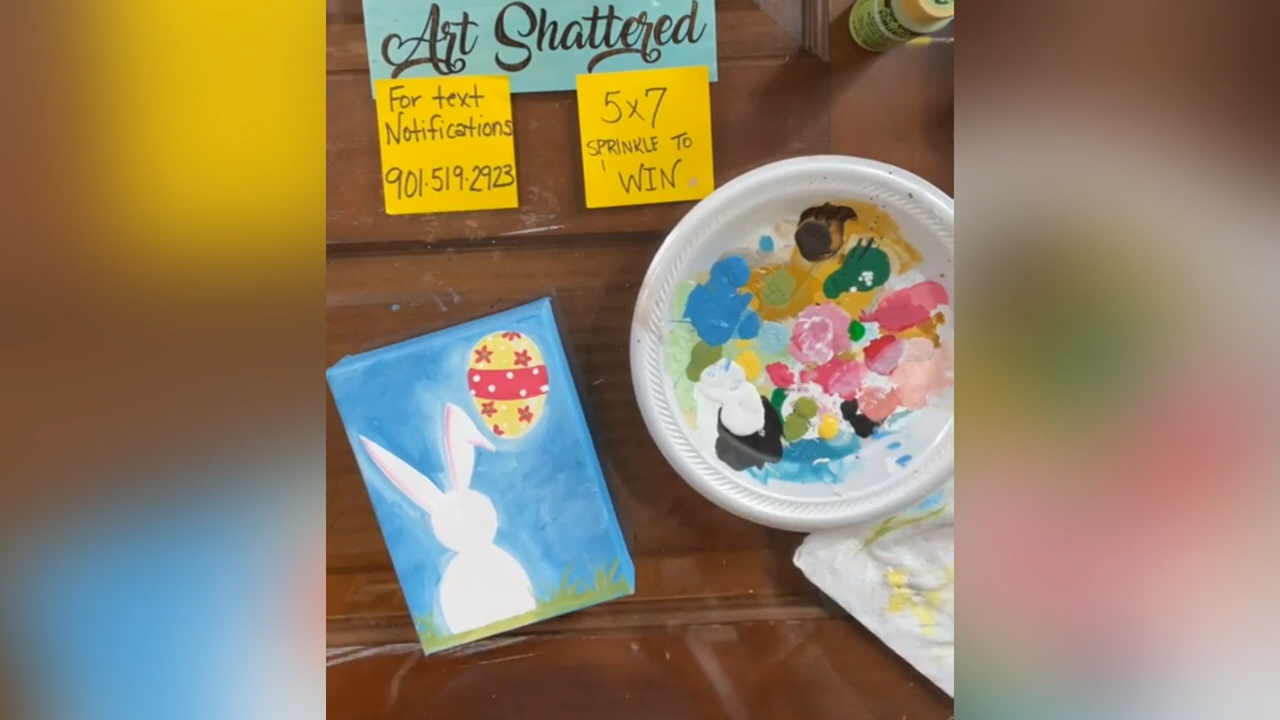 Art Shattered
For text
Notifications
901.519.2923
5x7
SPRINKLE TO
WIN